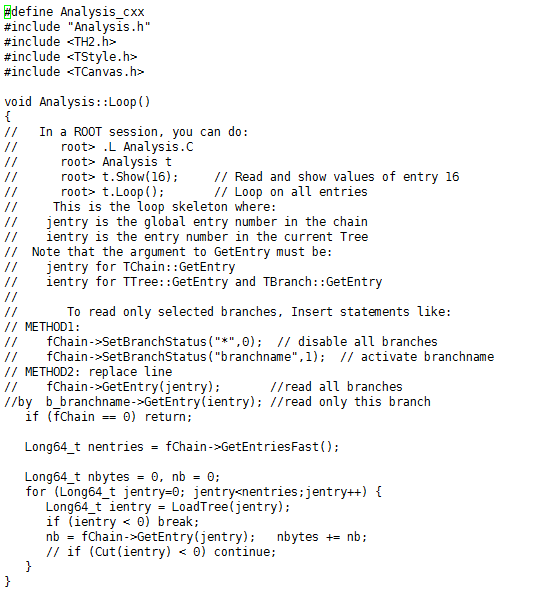 #define Analysis_cxx
#include "Analysis.h"
#include <TH2.h>
#include <TStyle.h>
#include <TCanvas.h>

void Analysis::Loop()
{
//   In a ROOT session, you can do:
//      root> .L Analysis.C
//      root> Analysis t
//      root> t.Show(16);     // Read and show values of entry 16
//      root> t.Loop();       // Loop on all entries
//     This is the loop skeleton where:
//    jentry is the global entry number in the chain
//    ientry is the entry number in the current Tree
//  Note that the argument to GetEntry must be:
//    jentry for TChain::GetEntry
//    ientry for TTree::GetEntry and TBranch::GetEntry
//
//       To read only selected branches, Insert statements like:
// METHOD1:
//    fChain->SetBranchStatus("*",0);  // disable all branches
//    fChain->SetBranchStatus("branchname",1);  // activate branchname
// METHOD2: replace line
//    fChain->GetEntry(jentry);       //read all branches
//by  b_branchname->GetEntry(ientry); //read only this branch
   if (fChain == 0) return;

   Long64_t nentries = fChain->GetEntriesFast();

   Long64_t nbytes = 0, nb = 0;
   for (Long64_t jentry=0; jentry<nentries;jentry++) {
      Long64_t ientry = LoadTree(jentry);
      if (ientry < 0) break;
      nb = fChain->GetEntry(jentry);   nbytes += nb;
      // if (Cut(ientry) < 0) continue;
   }
}